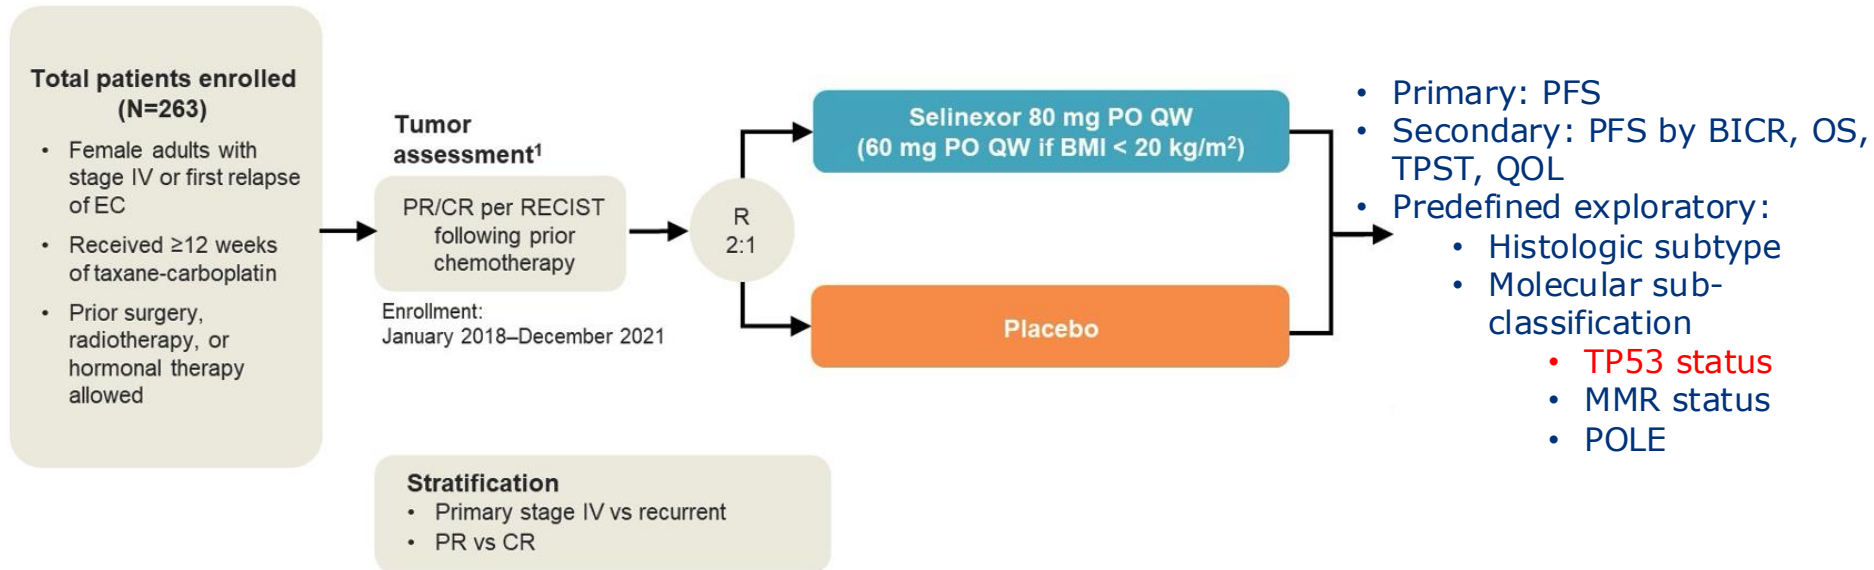 Total patients enrolled
(N=263)
• Female adults with
stage IV or first relapse
of EC
• Received ≥12 weeks
of taxane-carboplatin
• Prior surgery,
radiotherapy, or
hormonal therapy
allowed
Tumor
assessment¹
PR/CR per RECIST
following prior
chemotherapy
Enrollment:
January 2018–December 2021
Stratification
• Primary stage IV vs recurrent
• PR vs CR
R
2:1
Selinexor 80 mg PO QW
(60 mg PO QW if BMI < 20 kg/m²)
Placebo
• Primary: PFS
• Secondary: PFS by BICR, OS,
TPST, QOL
• Predefined exploratory:
• Histologic subtype
• Molecular sub-
classification
• TP53 status
• MMR status
• POLE